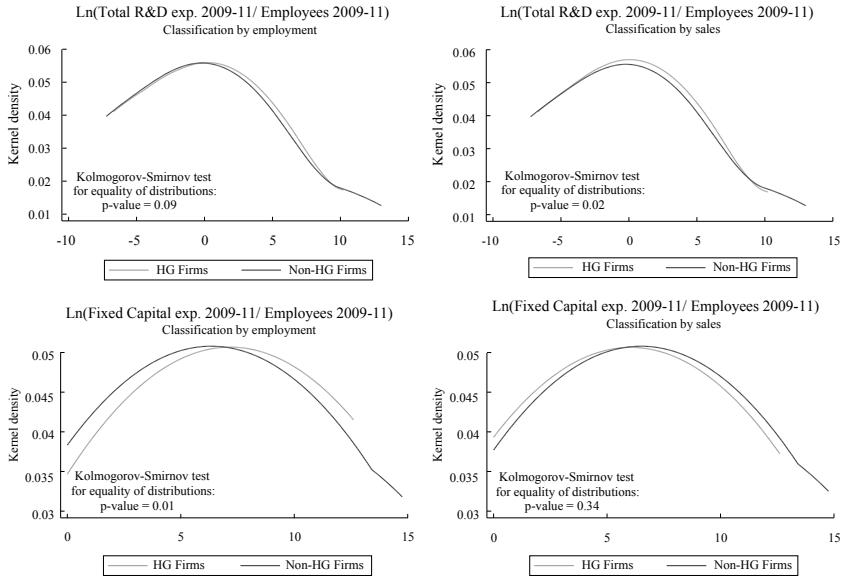 Ln(Total R&D exp. 2009-11/ Employees 2009-11)
Classification by employment
Kernel density
0.06
0.05
0.04
0.03
0.02
0.01
Kolmogorov-Smirnov test
for equality of distributions:
p-value = 0.09
-10 -5 0 5 10 15
HG Firms Non-HG Firms
Ln(Total R&D exp. 2009-11/ Employees 2009-11)
Classification by sales
Kernel density
0.06
0.05
0.04
0.03
0.02
0.01
Kolmogorov-Smirnov test
for equality of distributions:
p-value = 0.02
-10 -5 0 5 10 15
HG Firms Non-HG Firms
Ln(Fixed Capital exp. 2009-11/ Employees 2009-11)
Classification by employment
Kernel density
0.05
0.045
0.04
0.035
0.03
Kolmogorov-Smirnov test
for equality of distributions:
p-value = 0.01
0 5 10 15
HG Firms Non-HG Firms
Ln(Fixed Capital exp. 2009-11/ Employees 2009-11)
Classification by sales
Kernel density
0.05
0.045
0.04
0.035
0.03
Kolmogorov-Smirnov test
for equality of distributions:
p-value = 0.34
0 5 10 15
HG Firms Non-HG Firms